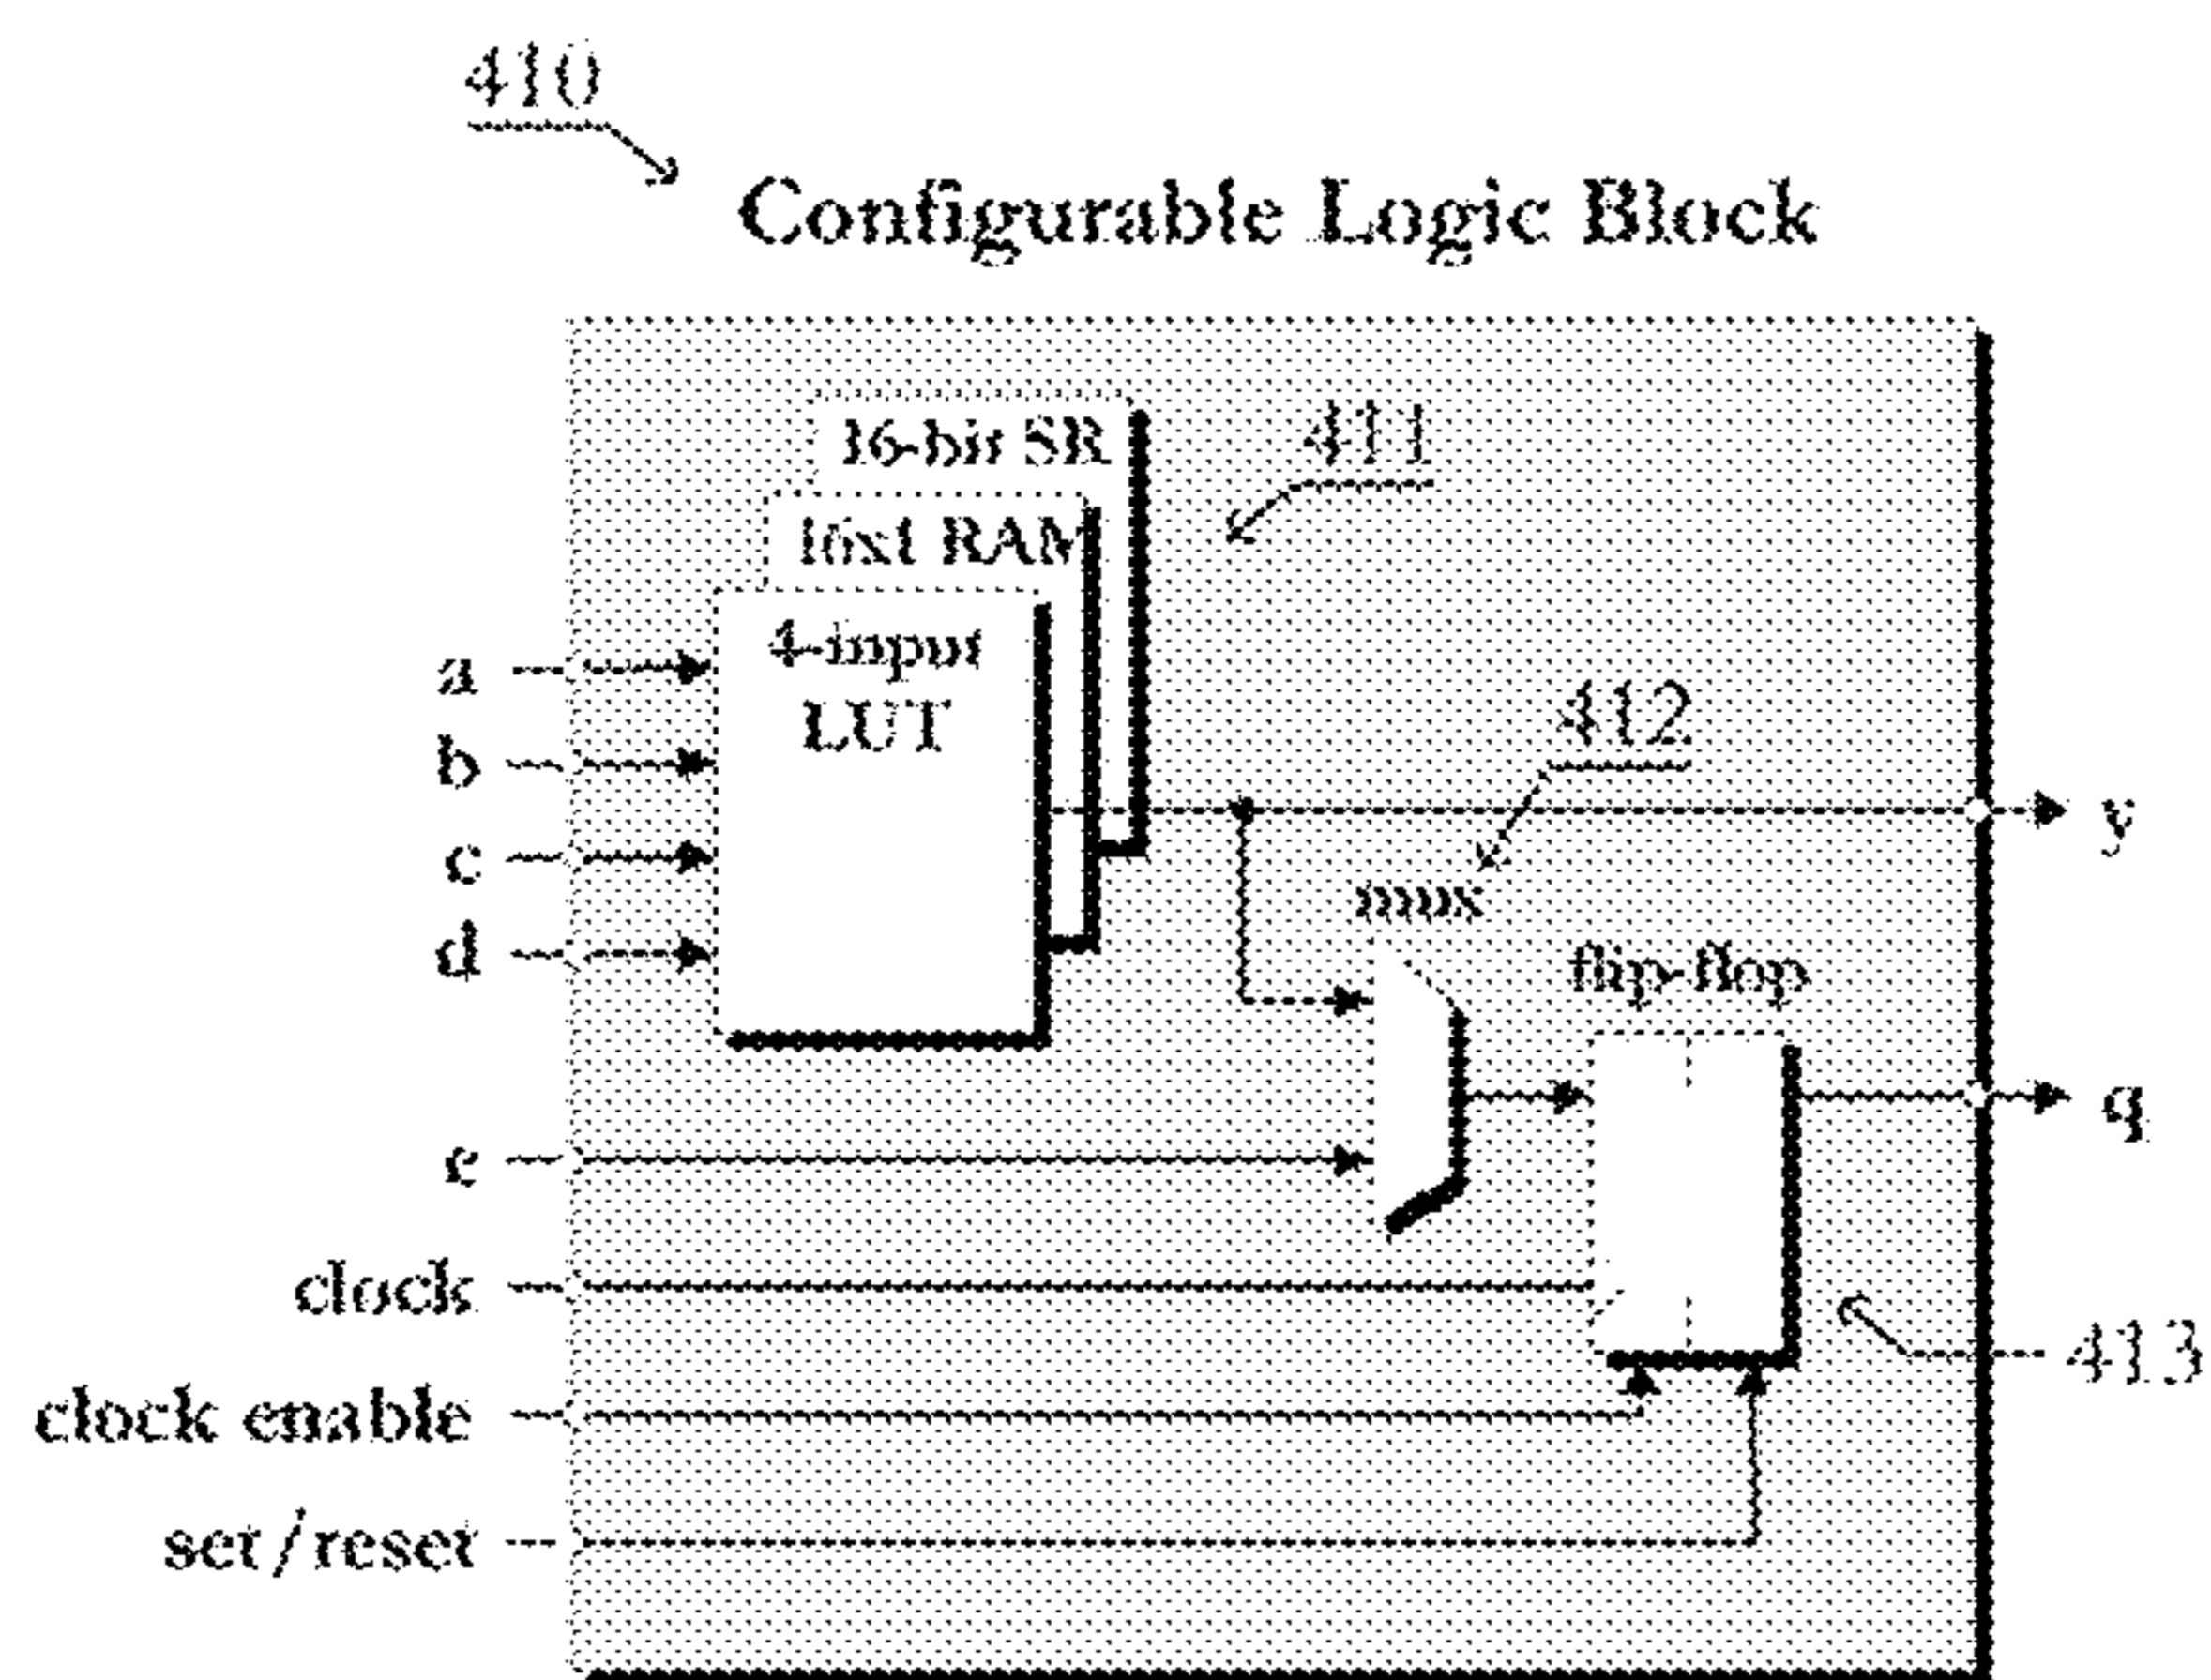 410
Configurable Logic Block
16-bit SR
411
16x1 RAM
4-input
LUT
a
b
c
d
412
mux
y
flip-flop
q
e
clock
413
clock enable
set/reset